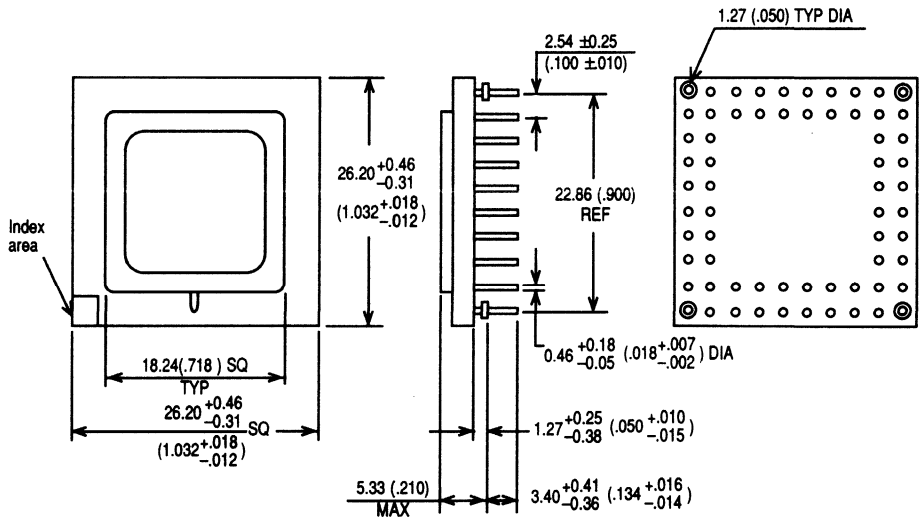 1.27 (.050) TYP DIA
2.54 ±0.25
(.100 ±010)
26.20 +0.46 −0.31
(1.032 +.018 −.012)
22.86 (.900)
REF
Index
area
18.24(.718 ) SQ
TYP
26.20 +0.46 −0.31 SQ
(1.032 +.018 −.012)
0.46 +0.18 −0.05 (.018 +.007 −.002) DIA
1.27 +0.25 −0.38 (.050 +.010 −.015)
5.33 (.210)
MAX
3.40 +0.41 −0.36 (.134 +.016 −.014)